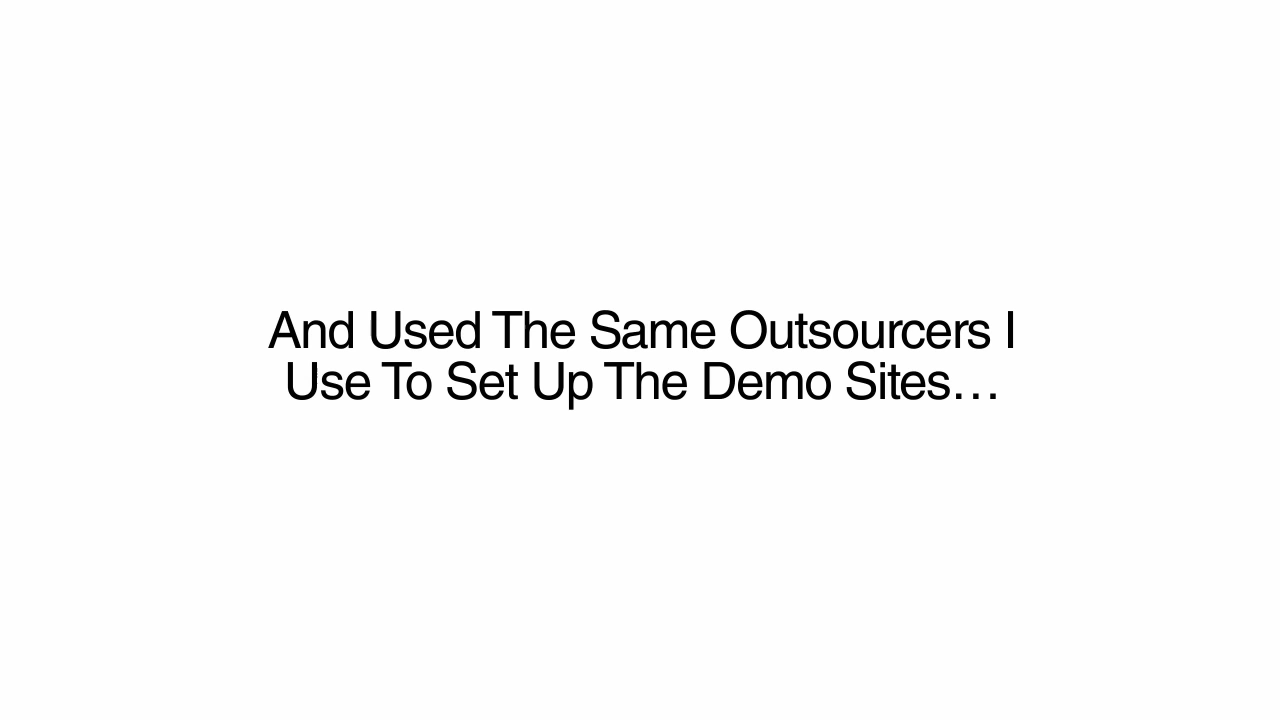 And Used The Same Outsourcers I
Use To Set Up The Demo Sites…